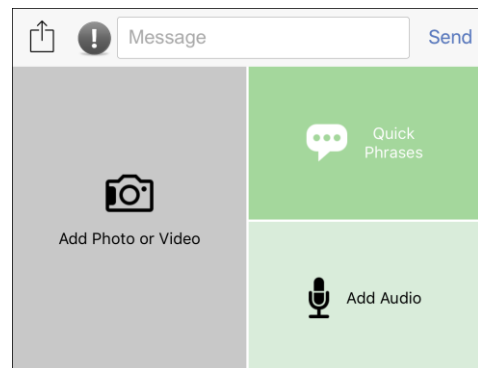 Message
Send
Quick
Phrases
Add Photo or Video
Add Audio